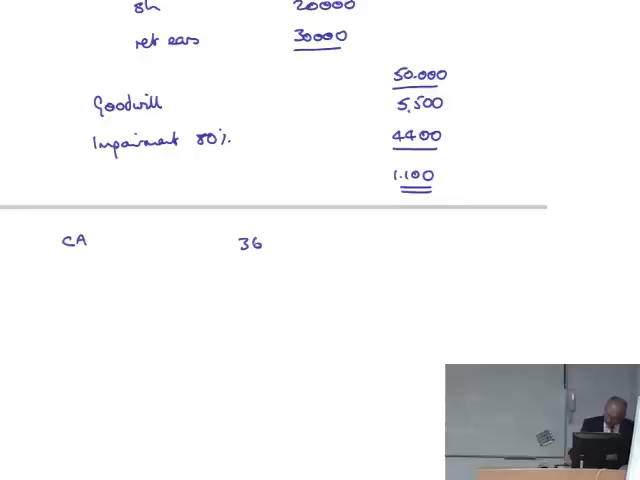 sh 20000
ret ears 30000
50.000
Goodwill 5,500
Impairment 80% 4400
1.100
CA 36